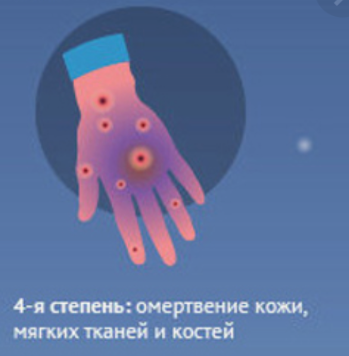 4-я степень: омертвение кожи,
мягких тканей и костей